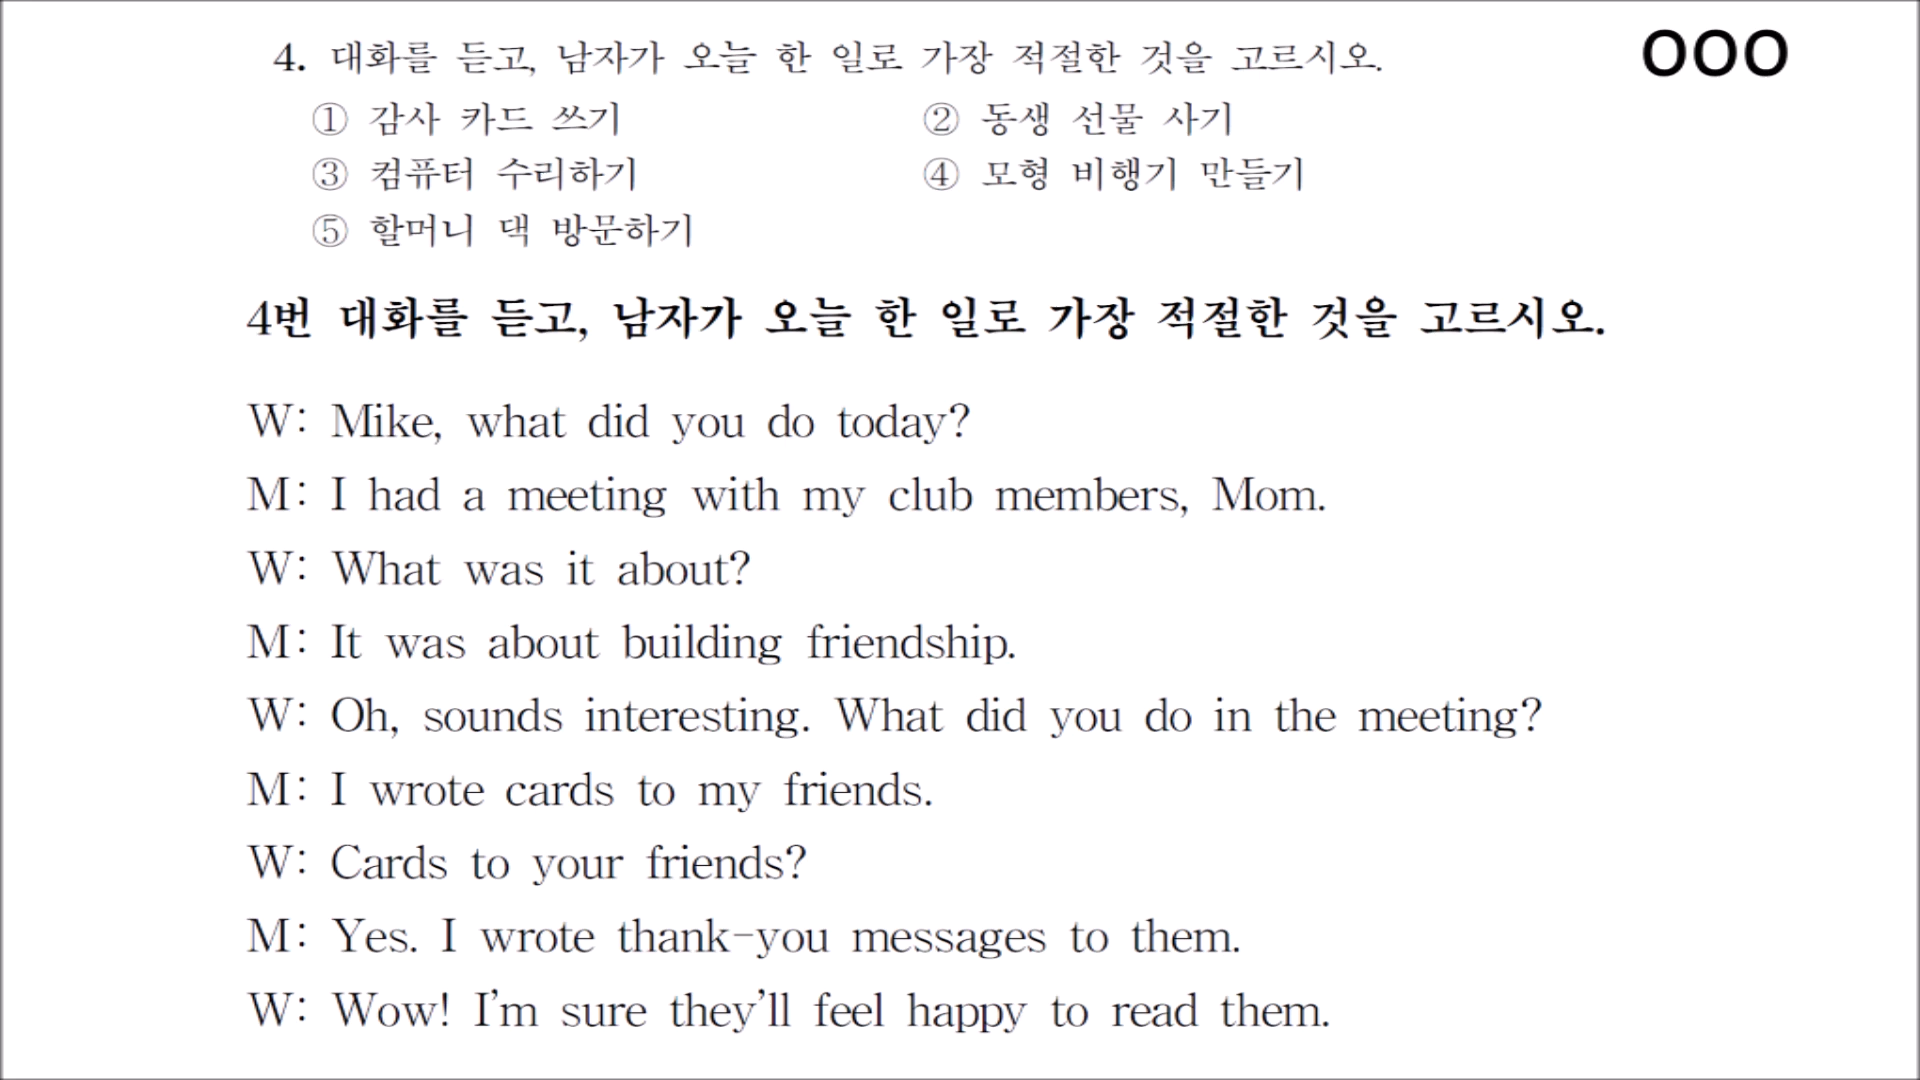 4. 대화를 듣고, 남자가 오늘 한 일로 가장 적절한 것을 고르시오.
OOO
① 감사 카드 쓰기 ② 동생 선물 사기
③ 컴퓨터 수리하기 ④ 모형 비행기 만들기
⑤ 할머니 댁 방문하기
4번 대화를 듣고, 남자가 오늘 한 일로 가장 적절한 것을 고르시오.
W: Mike, what did you do today?
M: I had a meeting with my club members, Mom.
W: What was it about?
M: It was about building friendship.
W: Oh, sounds interesting. What did you do in the meeting?
M: I wrote cards to my friends.
W: Cards to your friends?
M: Yes. I wrote thank-you messages to them.
W: Wow! I'm sure they'll feel happy to read them.